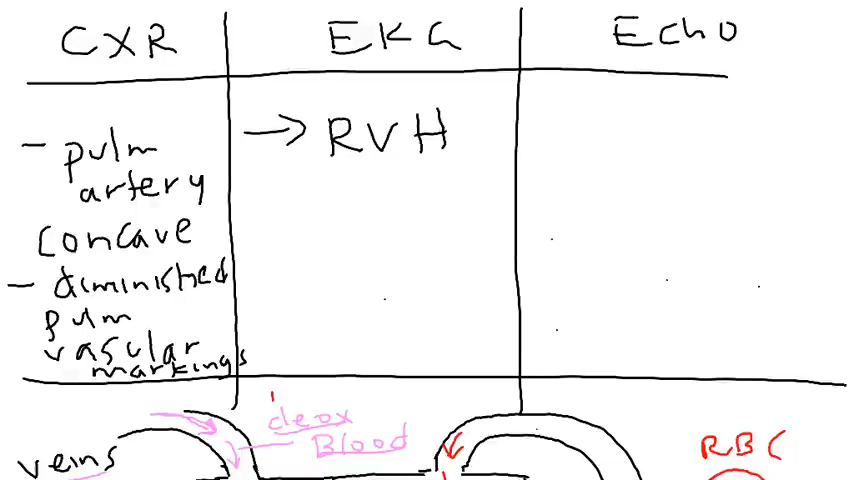 CXR
EKG
Echo
- pulm
artery
concave
- diminished
pulm
vascular
markings
→ RVH
deox
Blood
veins
RBC